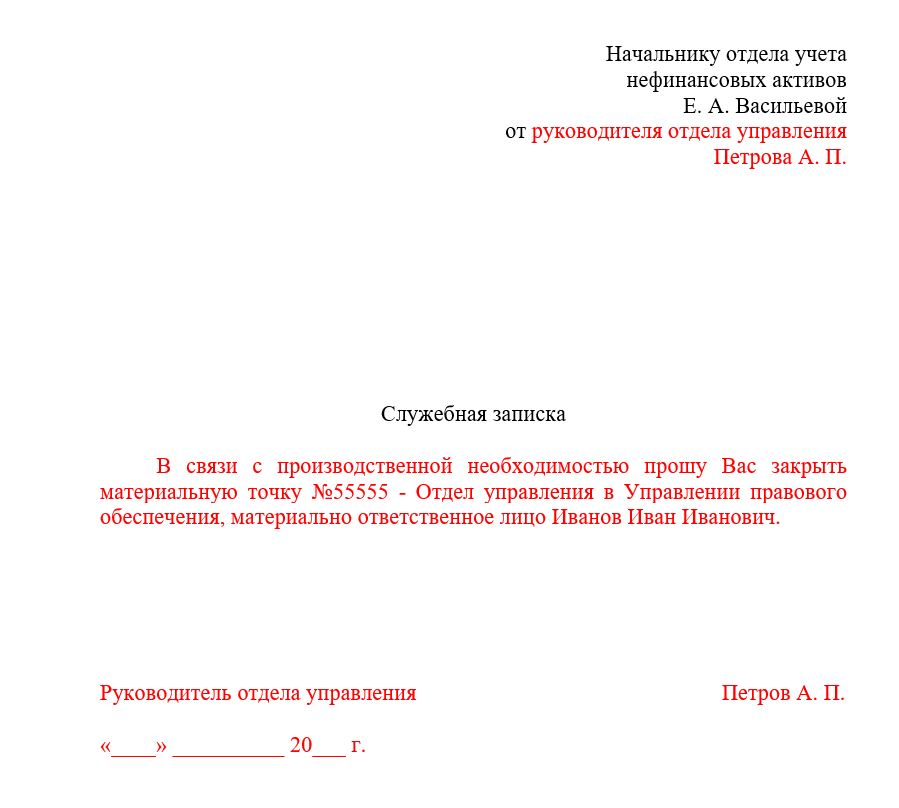 Начальнику отдела учета
нефинансовых активов
Е. А. Васильевой
от руководителя отдела управления
Петрова А. П.
Служебная записка
В связи с производственной необходимостью прошу Вас закрыть
материальную точку №55555 - Отдел управления в Управлении правового
обеспечения, материально ответственное лицо Иванов Иван Иванович.
Руководитель отдела управления Петров А. П.
«____» __________ 20___ г.